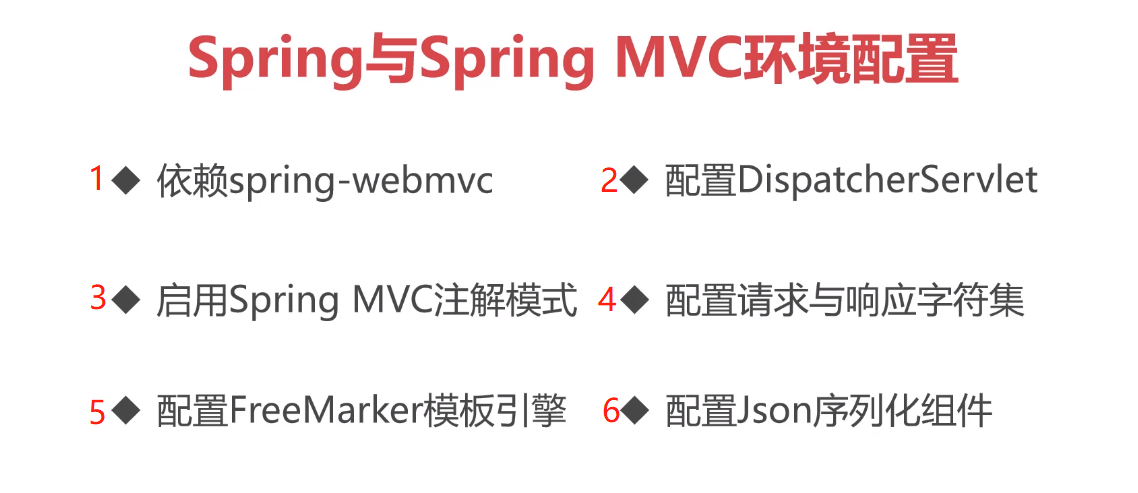 Spring与Spring MVC环境配置
1◆ 依赖spring-webmvc
2◆ 配置DispatcherServlet
3◆ 启用Spring MVC注解模式
4◆ 配置请求与响应字符集
5◆ 配置FreeMarker模板引擎
6◆ 配置Json序列化组件